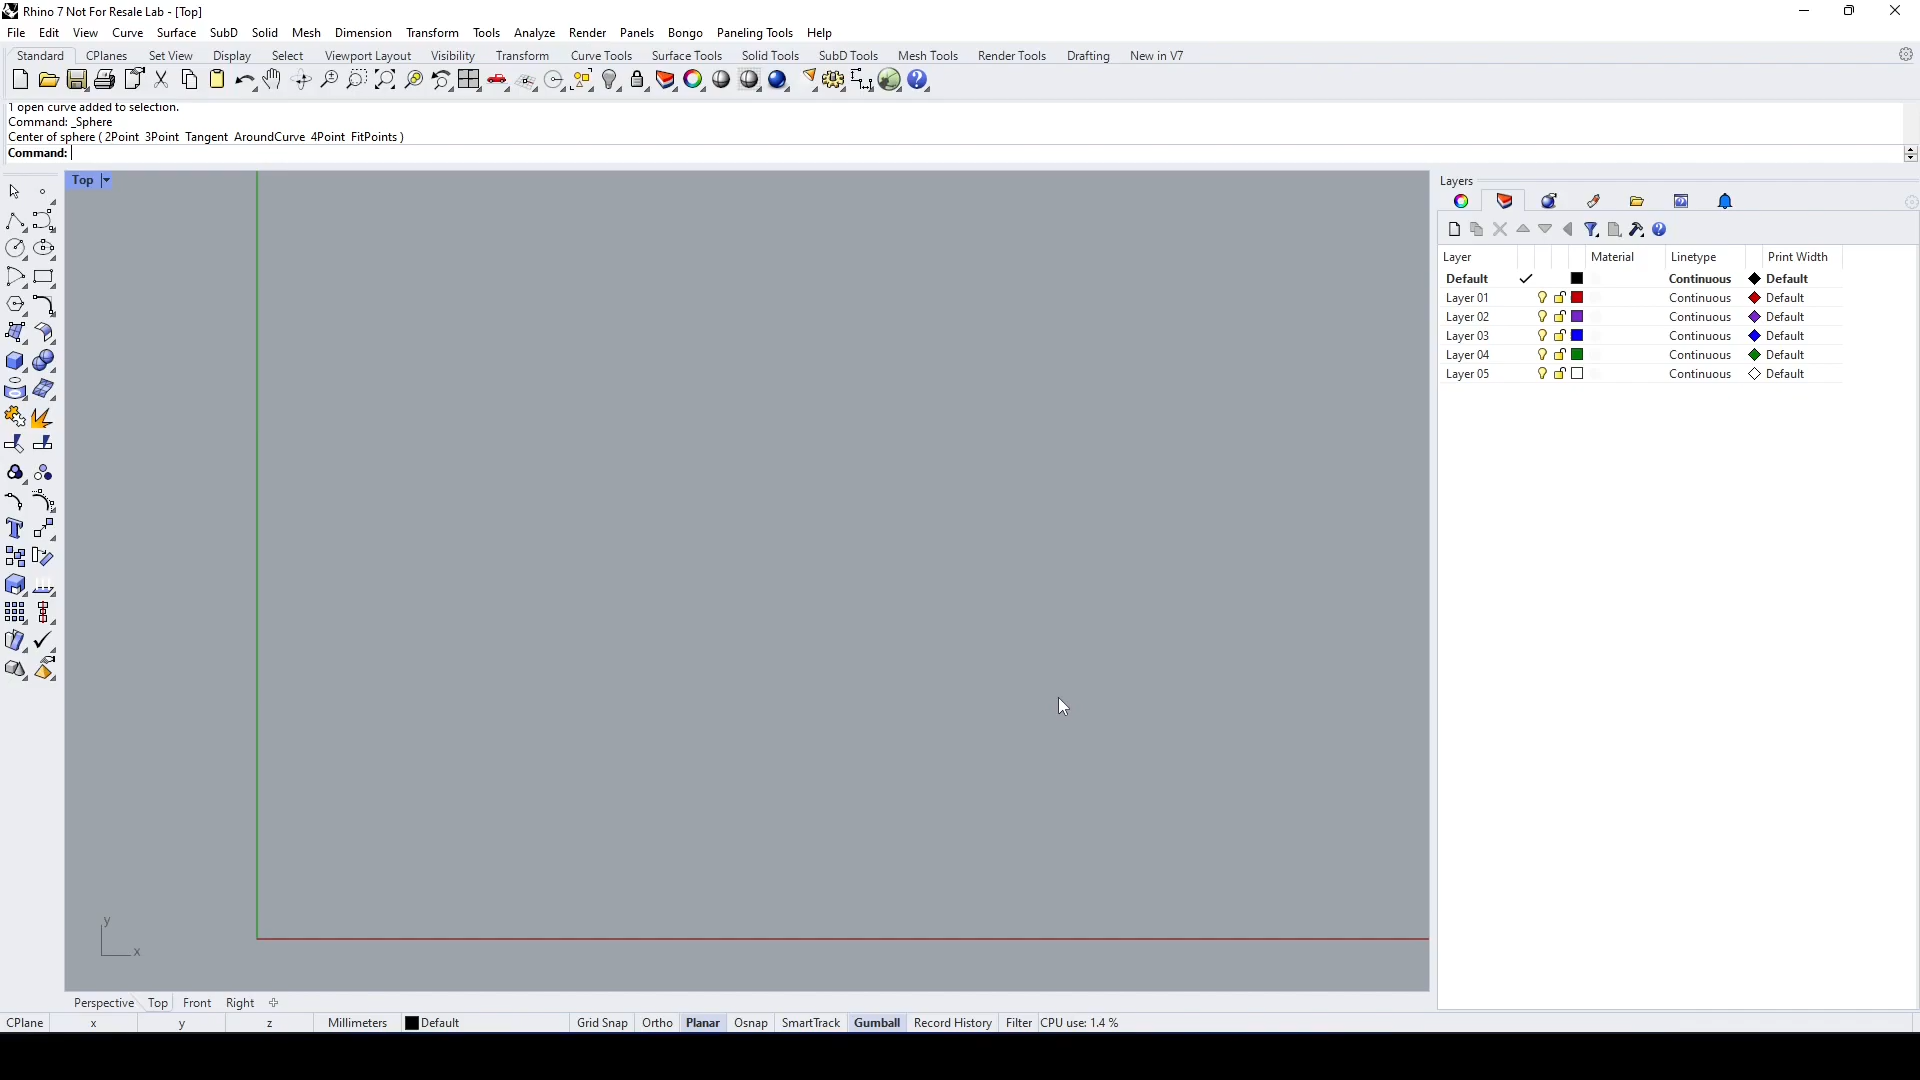 Rhino 7 Not For Resale Lab - [Top]
File Edit View Curve Surface SubD Solid Mesh Dimension Transform Tools Analyze Render Panels Bongo Paneling Tools Help
Standard CPlanes Set View Display Select Viewport Layout Visibility Transform Curve Tools Surface Tools Solid Tools SubD Tools Mesh Tools Render Tools Drafting New in V7
1 open curve added to selection.
Command: _Sphere
Center of sphere ( 2Point 3Point Tangent AroundCurve 4Point FitPoints )
Command:
Top
Layers
Layer Material Linetype Print Width
Default Continuous Default
Layer 01 Continuous Default
Layer 02 Continuous Default
Layer 03 Continuous Default
Layer 04 Continuous Default
Layer 05 Continuous Default
y
x
Perspective Top Front Right
CPlane x y z Millimeters Default Grid Snap Ortho Planar Osnap SmartTrack Gumball Record History Filter CPU use: 1.4 %